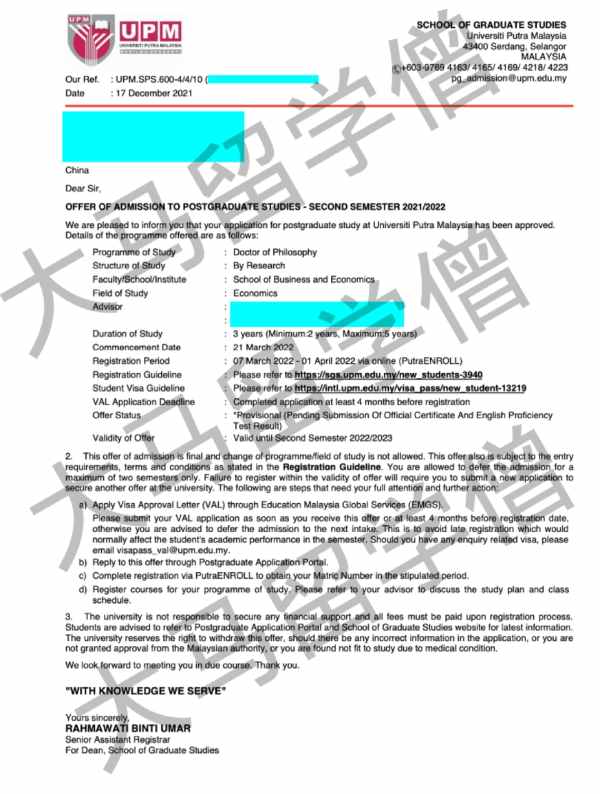 UPM
UPM
UNIVERSITI PUTRA MALAYSIA
SCHOOL OF GRADUATE STUDIES
Universiti Putra Malaysia
43400 Serdang, Selangor
MALAYSIA
+603-9769 4163/ 4165/ 4169/ 4218/ 4223
pg_admission@upm.edu.my
Our Ref. : UPM.SPS.600-4/4/10 (
Date : 17 December 2021
China
Dear Sir,
OFFER OF ADMISSION TO POSTGRADUATE STUDIES - SECOND SEMESTER 2021/2022
We are pleased to inform you that your application for postgraduate study at Universiti Putra Malaysia has been approved.
Details of the programme offered are as follows:
Programme of Study : Doctor of Philosophy
Structure of Study : By Research
Faculty/School/Institute : School of Business and Economics
Field of Study : Economics
Advisor :
:
Duration of Study : 3 years (Minimum:2 years, Maximum:5 years)
Commencement Date : 21 March 2022
Registration Period : 07 March 2022 - 01 April 2022 via online (PutraENROLL)
Registration Guideline : Please refer to https://sgs.upm.edu.my/new_students-3940
Student Visa Guideline : Please refer to https://intl.upm.edu.my/visa_pass/new_student-13219
VAL Application Deadline : Completed application at least 4 months before registration
Offer Status : *Provisional (Pending Submission Of Official Certificate And English Proficiency
Test Result)
Validity of Offer : Valid until Second Semester 2022/2023
2. This offer of admission is final and change of programme/field of study is not allowed. This offer also is subject to the entry
requirements, terms and conditions as stated in the Registration Guideline. You are allowed to defer the admission for a
maximum of two semesters only. Failure to register within the validity of offer will require you to submit a new application to
secure another offer at the university. The following are steps that need your full attention and further action:
a) Apply Visa Approval Letter (VAL) through Education Malaysia Global Services (EMGS).
Please submit your VAL application as soon as you receive this offer or at least 4 months before registration date,
otherwise you are advised to defer the admission to the next intake. This is to avoid late registration which would
normally affect the student's academic performance in the semester. Should you have any enquiry related visa, please
email visapass_val@upm.edu.my.
b) Reply to this offer through Postgraduate Application Portal.
c) Complete registration via PutraENROLL to obtain your Matric Number in the stipulated period.
d) Register courses for your programme of study. Please refer to your advisor to discuss the study plan and class
schedule.
3. The university is not responsible to secure any financial support and all fees must be paid upon registration process.
Students are advised to refer to Postgraduate Application Portal and School of Graduate Studies website for latest information.
The university reserves the right to withdraw this offer, should there be any incorrect information in the application, or you are
not granted approval from the Malaysian authority, or you are found not fit to study due to medical condition.
We look forward to meeting you in due course. Thank you.
"WITH KNOWLEDGE WE SERVE"
Yours sincerely,
RAHMAWATI BINTI UMAR
Senior Assistant Registrar
For Dean, School of Graduate Studies
大马留学僧
大马留学僧
大马留学僧